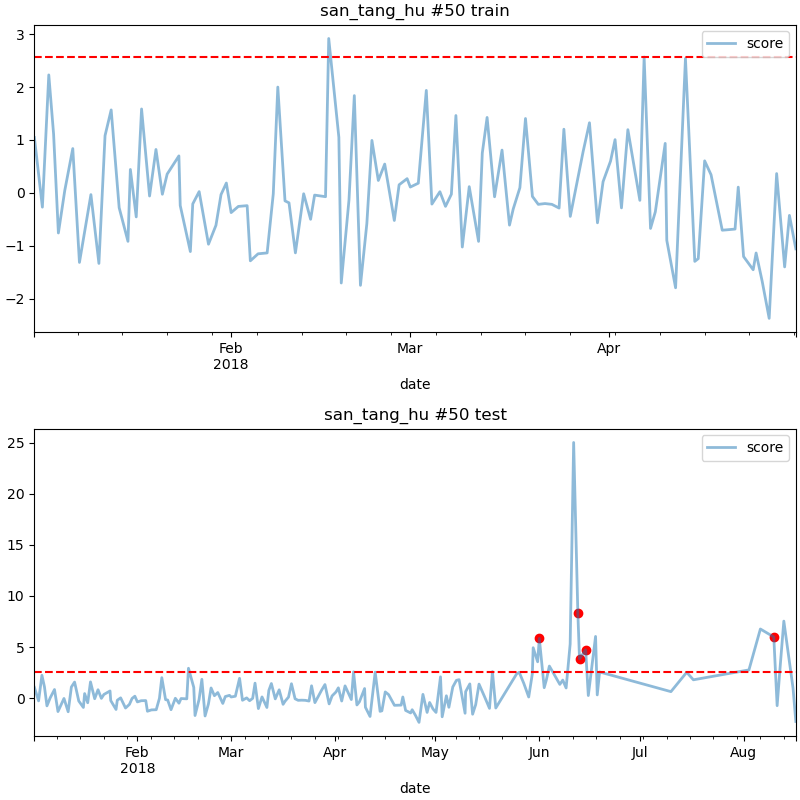 san_tang_hu #50 train
score
3
2
1
0
−1
−2
Feb
2018
Mar
Apr
date
san_tang_hu #50 test
score
25
20
15
10
5
0
Feb
2018
Mar
Apr
May
Jun
Jul
Aug
date